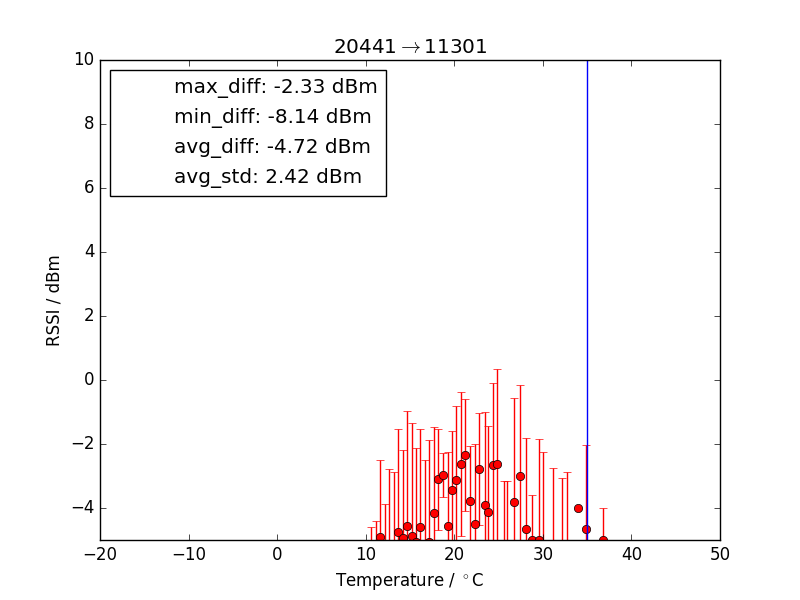 20441→11301
max_diff: -2.33 dBm
min_diff: -8.14 dBm
avg_diff: -4.72 dBm
avg_std: 2.42 dBm
10
8
6
4
2
0
−2
−4
RSSI / dBm
−20 −10 0 10 20 30 40 50
Temperature / °C